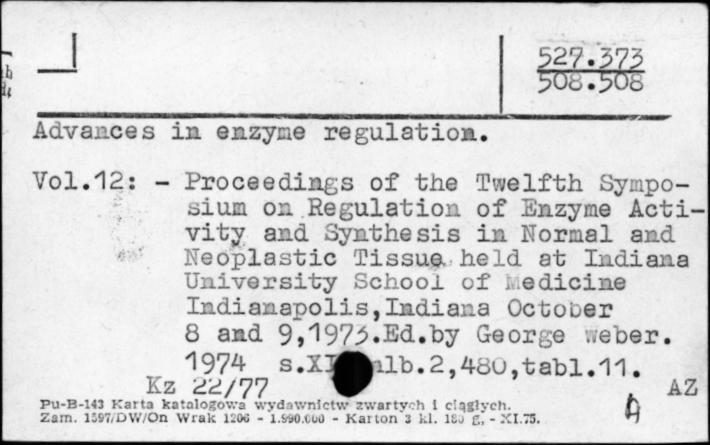 527.373
508.508
Advances in enzyme regulation.
Vol.12: - Proceedings of the Twelfth Sympo-
sium on Regulation of Enzyme Acti-
vity and Synthesis in Normal and
Neoplastic Tissue held at Indiana
University School of Medicine
Indianapolis,Indiana October
8 and 9,1973.Ed.by George Weber.
1974 s.XI lb.2,480,tabl.11.
Kz 22/77 AZ
Pu-B-143 Karta katalogowa wydawnictw zwartych i ciągłych.
Zam. 1597/DW/On Wrak 1206 - 1.990.000 - Karton 3 kl. 180 g, - XI.75.